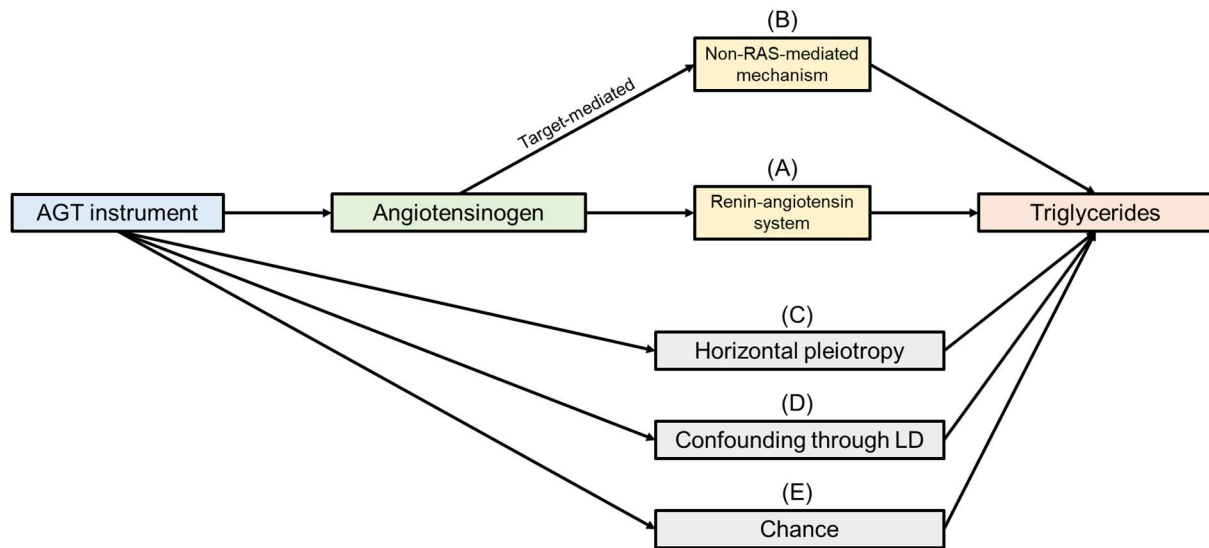 (B)
Non-RAS-mediated
mechanism
Target-mediated
(A)
AGT instrument
Angiotensinogen
Renin-angiotensin
system
Triglycerides
(C)
Horizontal pleiotropy
(D)
Confounding through LD
(E)
Chance